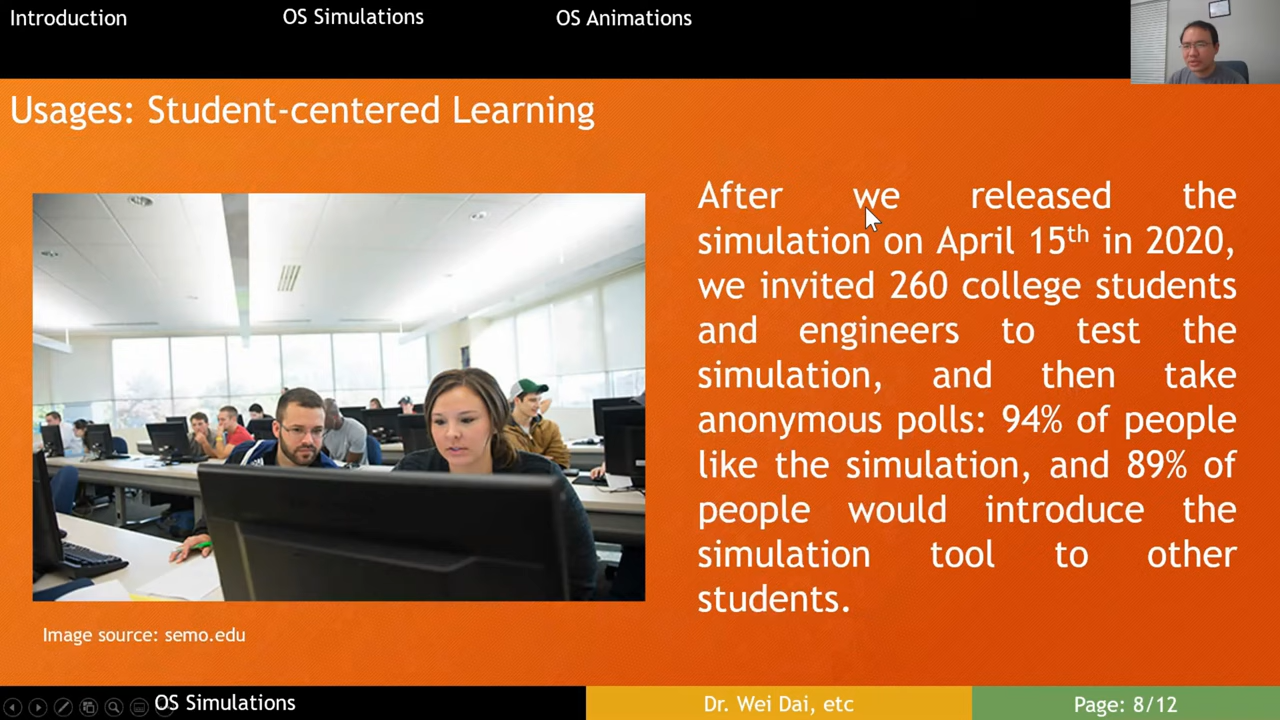 Introduction
OS Simulations
OS Animations
Usages: Student-centered Learning
After we released the
simulation on April 15th in 2020,
we invited 260 college students
and engineers to test the
simulation, and then take
anonymous polls: 94% of people
like the simulation, and 89% of
people would introduce the
simulation tool to other
students.
Image source: semo.edu
OS Simulations
Dr. Wei Dai, etc
Page: 8/12